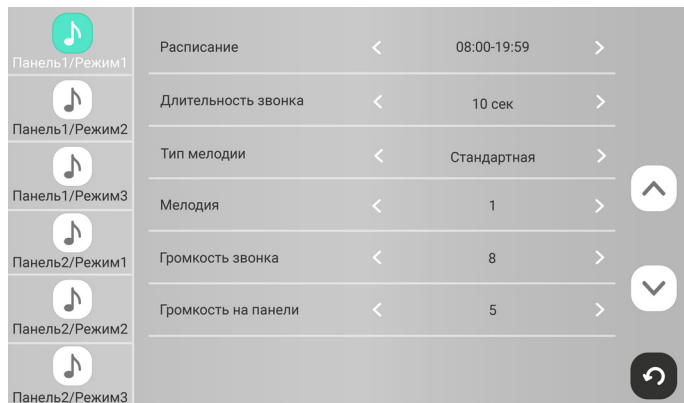 Панель1/Режим1
Панель1/Режим2
Панель1/Режим3
Панель2/Режим1
Панель2/Режим2
Панель2/Режим3
Расписание 08:00-19:59
Длительность звонка 10 сек
Тип мелодии Стандартная
Мелодия 1
Громкость звонка 8
Громкость на панели 5